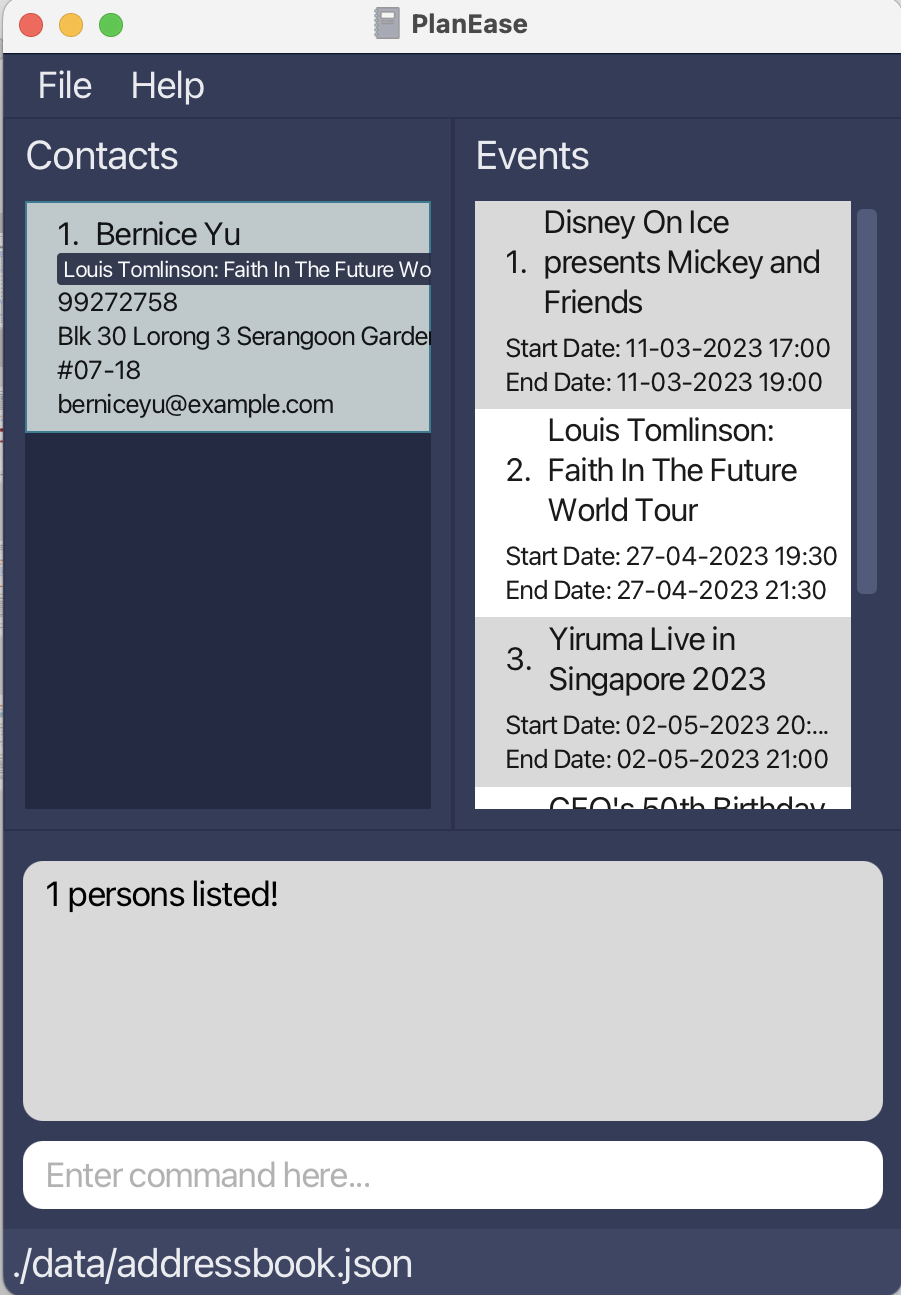 PlanEase
File Help
Contacts
1. Bernice Yu
Louis Tomlinson: Faith In The Future Wo
99272758
Blk 30 Lorong 3 Serangoon Garden
#07-18
berniceyu@example.com
Events
Disney On Ice
1. presents Mickey and
Friends
Start Date: 11-03-2023 17:00
End Date: 11-03-2023 19:00
Louis Tomlinson:
2. Faith In The Future
World Tour
Start Date: 27-04-2023 19:30
End Date: 27-04-2023 21:30
Yiruma Live in
3. Singapore 2023
Start Date: 02-05-2023 20:...
End Date: 02-05-2023 21:00
CEO's 50th Birthday
1 persons listed!
Enter command here...
./data/addressbook.json